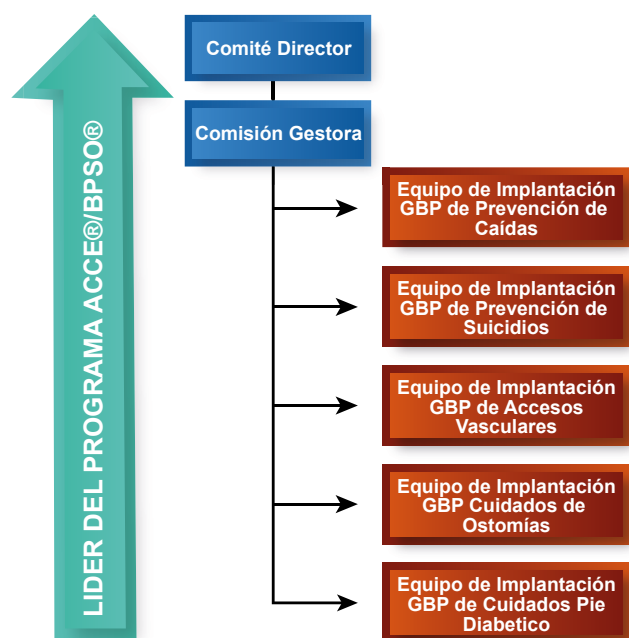 Comité Director
Comisión Gestora
LIDER DEL PROGRAMA ACCE®/BPSO®
Equipo de Implantación
GBP de Prevención de
Caídas
Equipo de Implantación
GBP de Prevención de
Suicidios
Equipo de Implantación
GBP de Accesos
Vasculares
Equipo de Implantación
GBP Cuidados de
Ostomías
Equipo de Implantación
GBP de Cuidados Pie
Diabetico